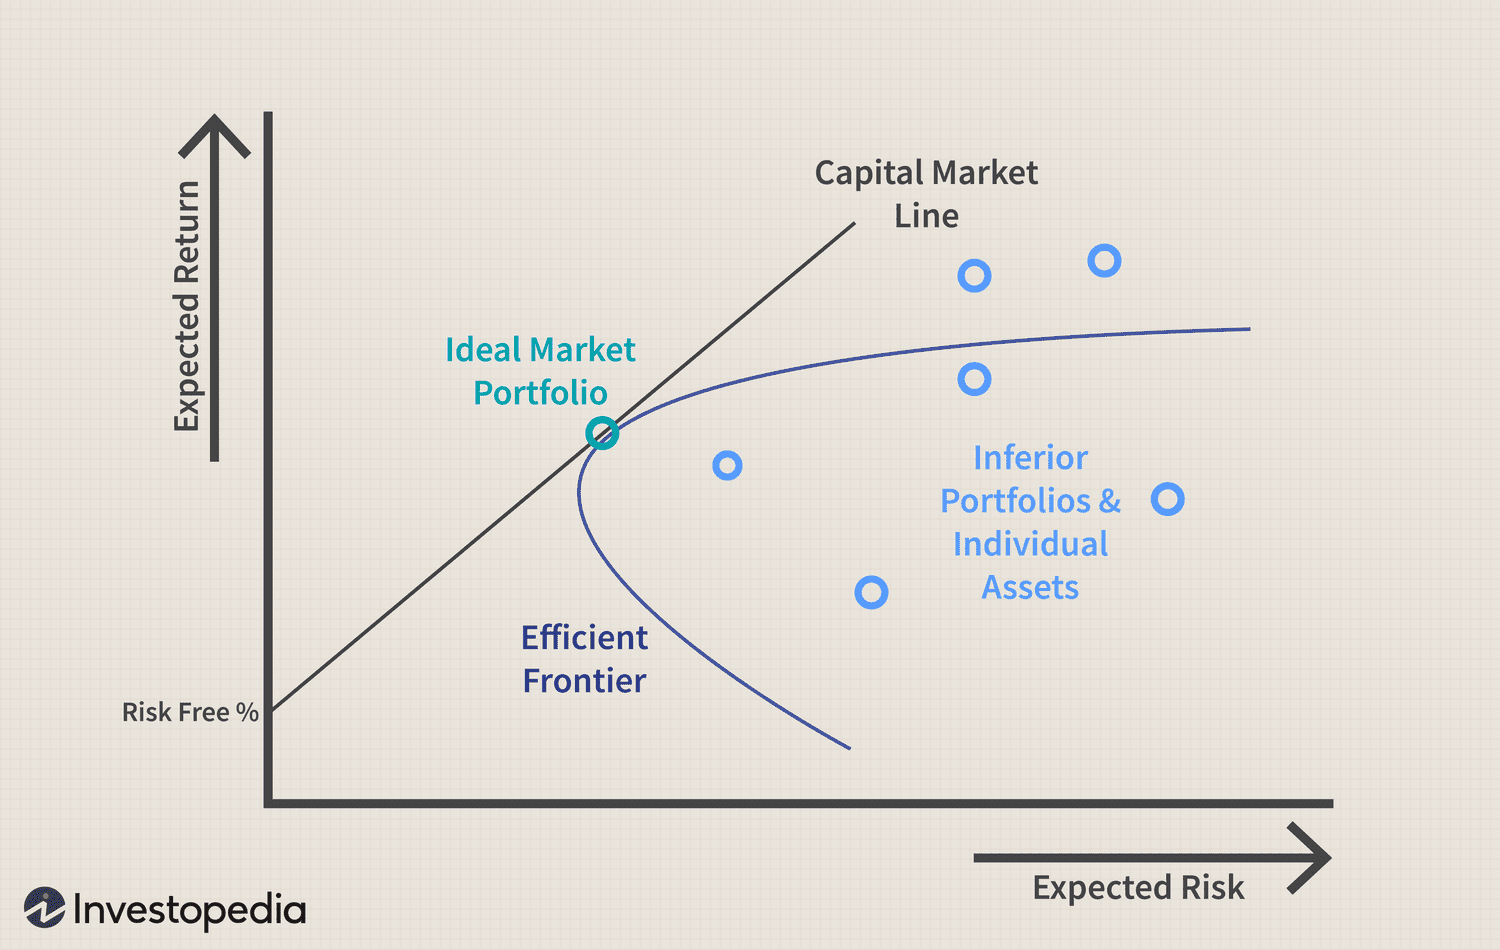 Capital Market
Line
Expected Return
Ideal Market
Portfolio
Inferior
Portfolios &
Individual
Assets
Efficient
Frontier
Risk Free %
Expected Risk
Investopedia